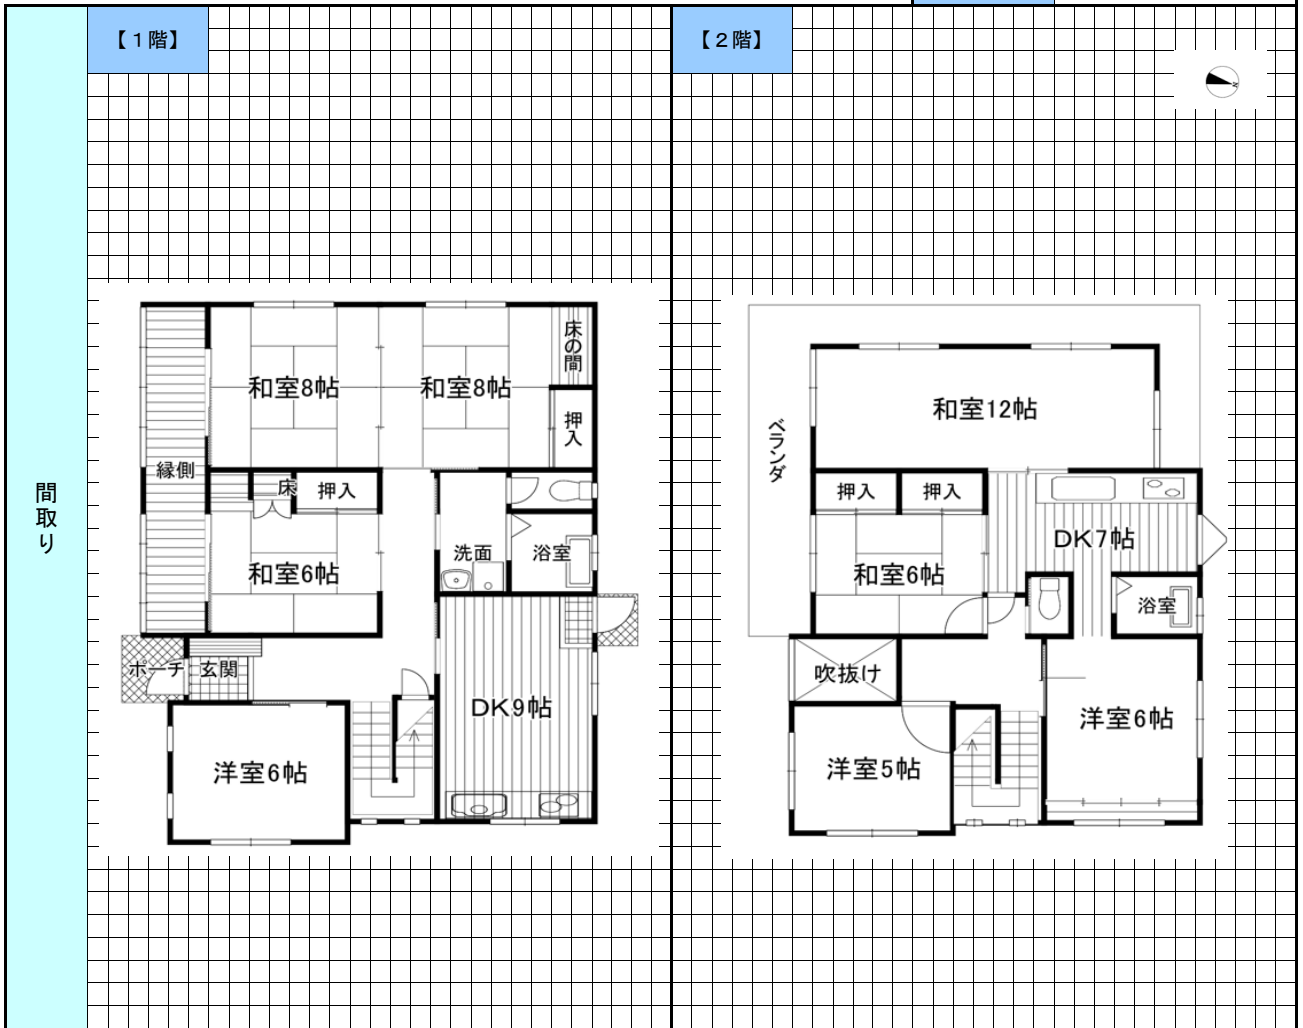 間取り
【１階】
床の間
和室8帖
和室8帖
押入
縁側
床
押入
洗面
浴室
和室6帖
ポーチ
玄関
DK9帖
洋室6帖
【２階】
N
ベランダ
和室12帖
押入
押入
DK7帖
和室6帖
浴室
吹抜け
洋室6帖
洋室5帖